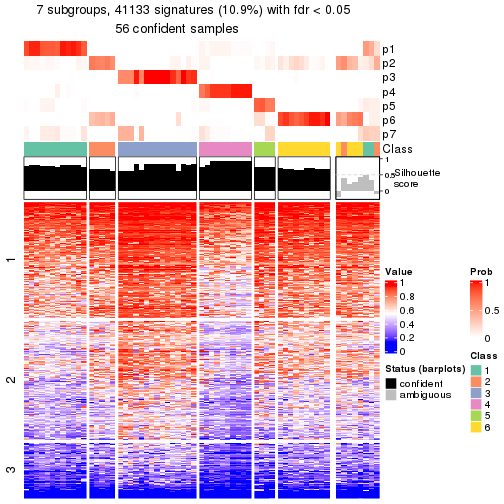 7 subgroups, 41133 signatures (10.9%) with fdr < 0.05
56 confident samples
p1
p2
p3
p4
p5
p6
p7
Class
1
0.5
0
Silhouette
score
1
2
3
Value
1
0.8
0.6
0.4
0.2
0
Prob
1
0.5
0
Status (barplots)
confident
ambiguous
Class
1
2
3
4
5
6